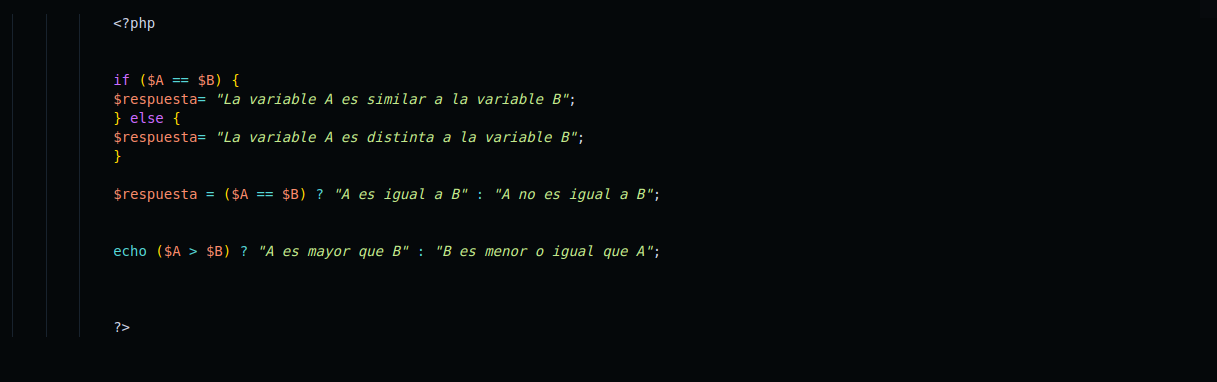 <?php
if ($A == $B) {
$respuesta= "La variable A es similar a la variable B";
} else {
$respuesta= "La variable A es distinta a la variable B";
}
$respuesta = ($A == $B) ? "A es igual a B" : "A no es igual a B";
echo ($A > $B) ? "A es mayor que B" : "B es menor o igual que A";
?>